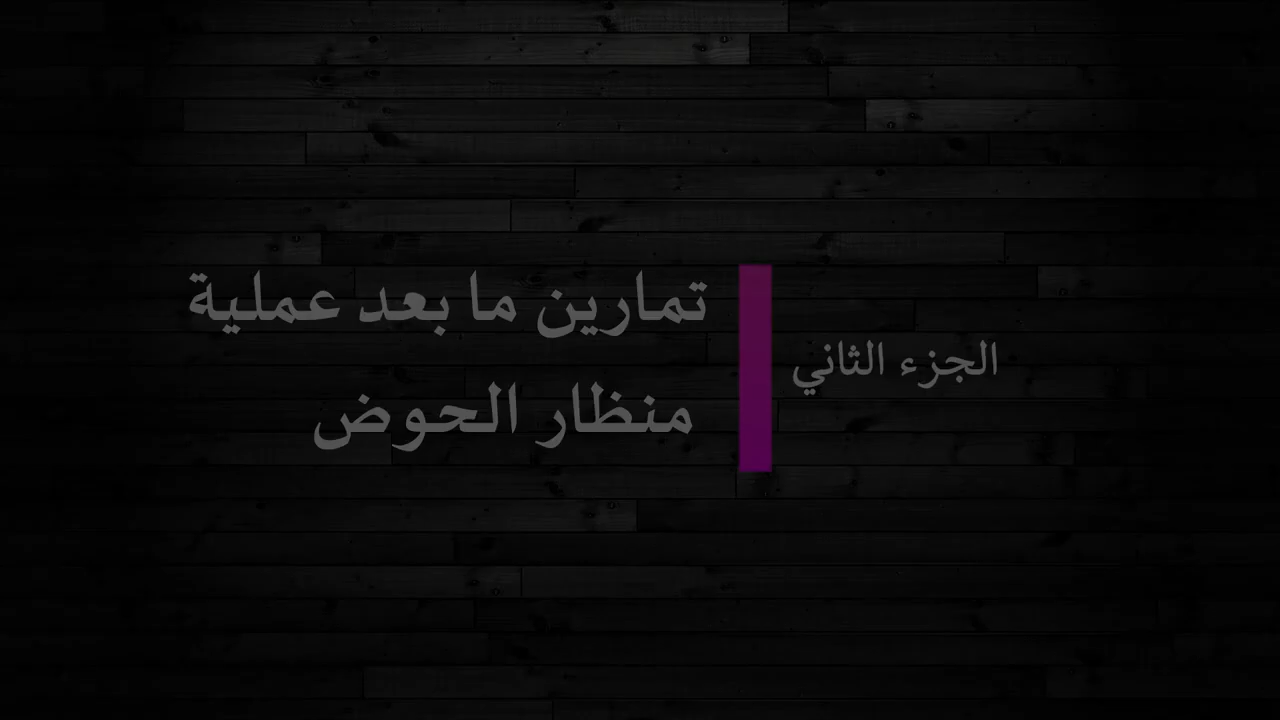 الجزء الثاني
تمارين ما بعد عملية
منظار الحوض